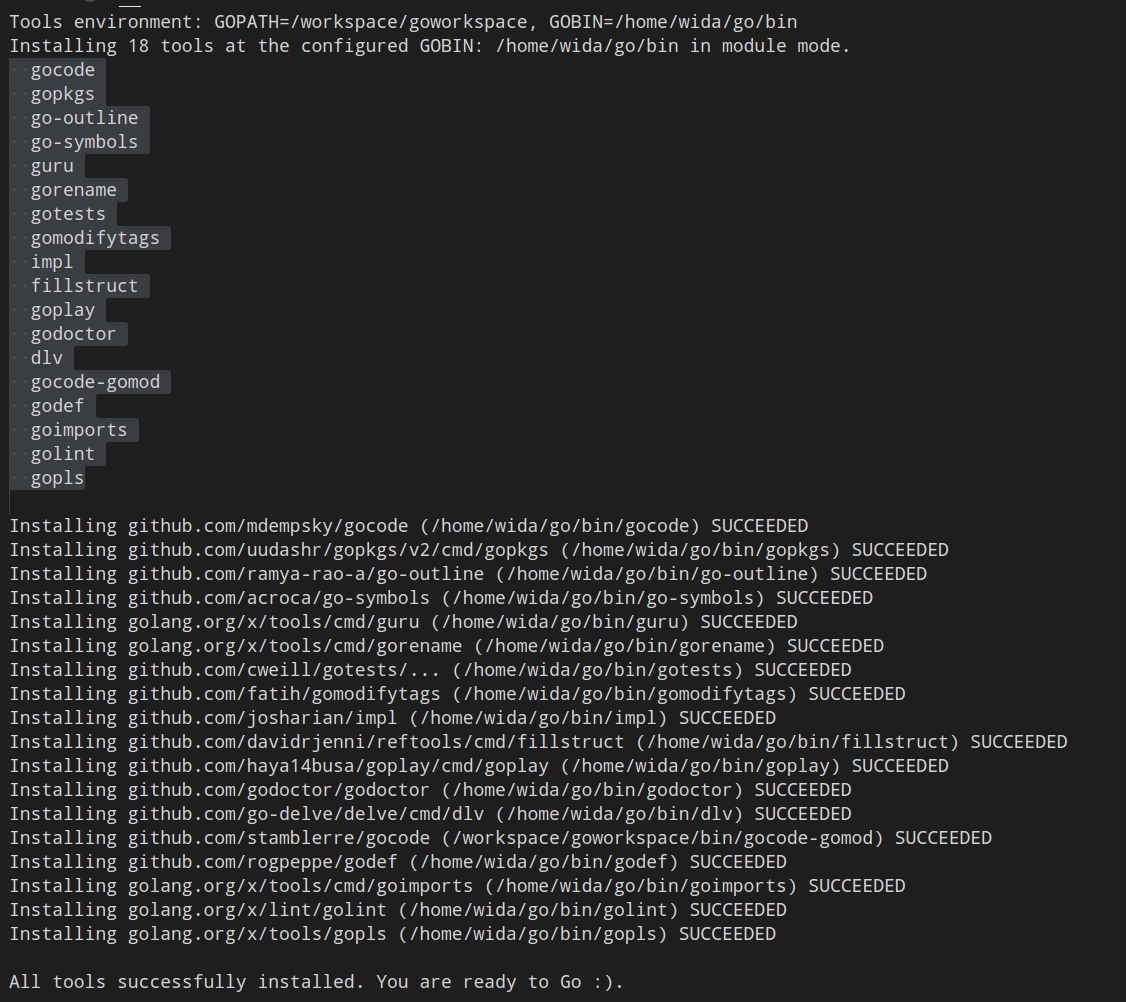 Tools environment: GOPATH=/workspace/goworkspace, GOBIN=/home/wida/go/bin
Installing 18 tools at the configured GOBIN: /home/wida/go/bin in module mode.
gocode
gopkgs
go-outline
go-symbols
guru
gorename
gotests
gomodifytags
impl
fillstruct
goplay
godoctor
dlv
gocode-gomod
godef
goimports
golint
gopls
Installing github.com/mdempsky/gocode (/home/wida/go/bin/gocode) SUCCEEDED
Installing github.com/uudashr/gopkgs/v2/cmd/gopkgs (/home/wida/go/bin/gopkgs) SUCCEEDED
Installing github.com/ramya-rao-a/go-outline (/home/wida/go/bin/go-outline) SUCCEEDED
Installing github.com/acroca/go-symbols (/home/wida/go/bin/go-symbols) SUCCEEDED
Installing golang.org/x/tools/cmd/guru (/home/wida/go/bin/guru) SUCCEEDED
Installing golang.org/x/tools/cmd/gorename (/home/wida/go/bin/gorename) SUCCEEDED
Installing github.com/cweill/gotests/... (/home/wida/go/bin/gotests) SUCCEEDED
Installing github.com/fatih/gomodifytags (/home/wida/go/bin/gomodifytags) SUCCEEDED
Installing github.com/josharian/impl (/home/wida/go/bin/impl) SUCCEEDED
Installing github.com/davidrjenni/reftools/cmd/fillstruct (/home/wida/go/bin/fillstruct) SUCCEEDED
Installing github.com/haya14busa/goplay/cmd/goplay (/home/wida/go/bin/goplay) SUCCEEDED
Installing github.com/godoctor/godoctor (/home/wida/go/bin/godoctor) SUCCEEDED
Installing github.com/go-delve/delve/cmd/dlv (/home/wida/go/bin/dlv) SUCCEEDED
Installing github.com/stamblerre/gocode (/workspace/goworkspace/bin/gocode-gomod) SUCCEEDED
Installing github.com/rogpeppe/godef (/home/wida/go/bin/godef) SUCCEEDED
Installing golang.org/x/tools/cmd/goimports (/home/wida/go/bin/goimports) SUCCEEDED
Installing golang.org/x/lint/golint (/home/wida/go/bin/golint) SUCCEEDED
Installing golang.org/x/tools/gopls (/home/wida/go/bin/gopls) SUCCEEDED
All tools successfully installed. You are ready to Go :).